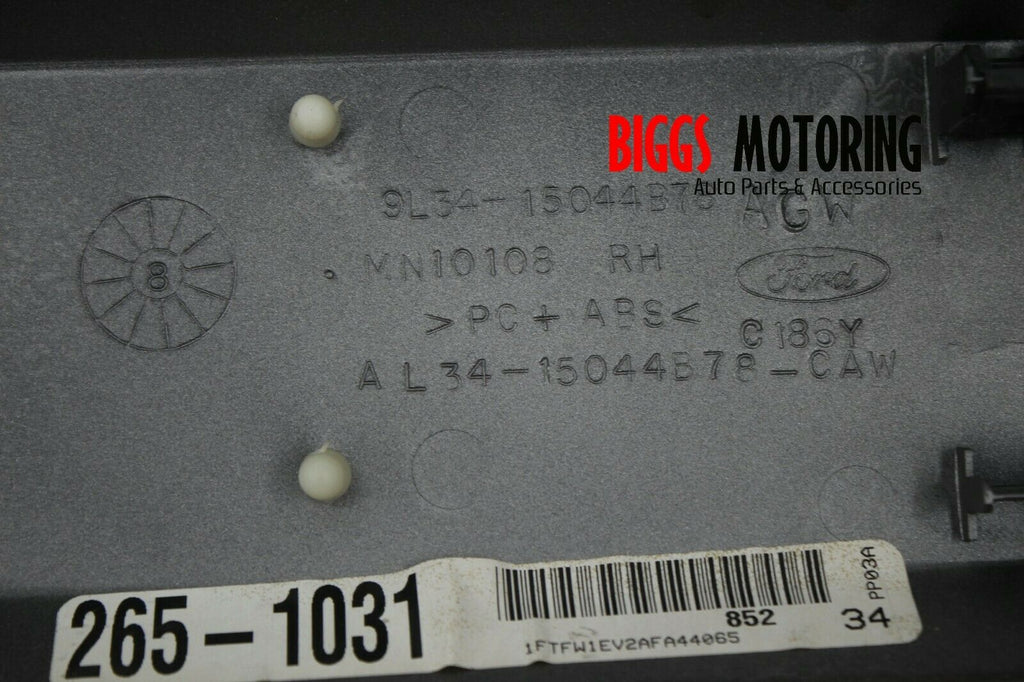 BIGGS MOTORING
Auto Parts & Accessories
9L34-15044B78 AGW
MN10108 RH
Ford
8
>PC+ ABS<
C186Y
AL34-15044B78-CAW
265-1031
852
34
PP03A
1FTFW1EV2AFA44065